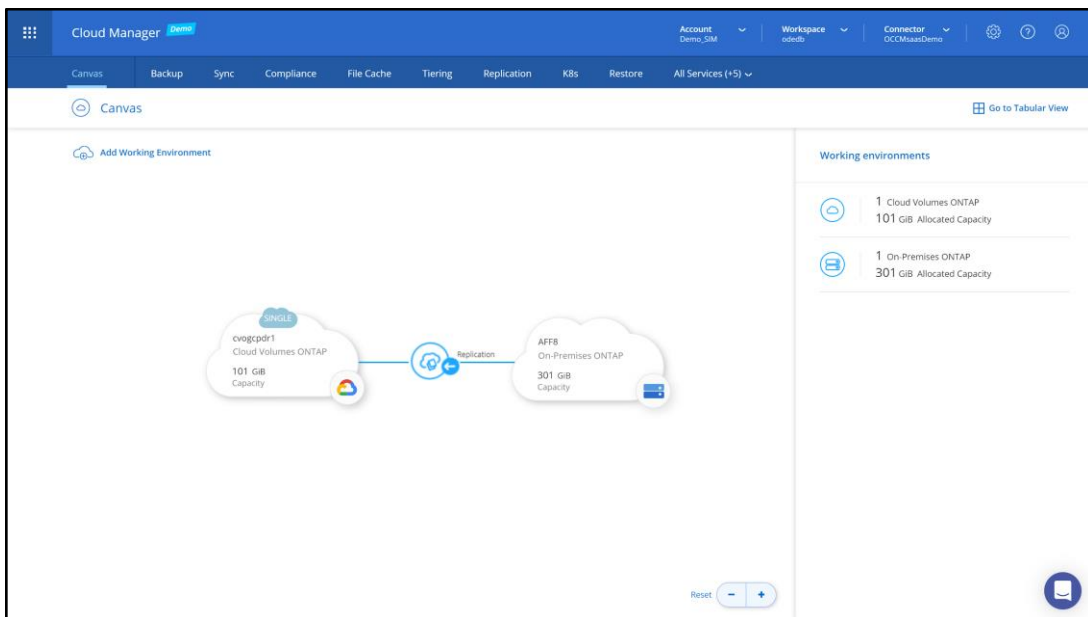 Cloud Manager Demo
Account
Demo_SIM
Workspace
odedb
Connector
OCCMsaasDemo
Canvas Backup Sync Compliance File Cache Tiering Replication K8s Restore All Services (+5)
Canvas
Go to Tabular View
Add Working Environment
Working environments
1 Cloud Volumes ONTAP
101 GiB Allocated Capacity
1 On-Premises ONTAP
301 GiB Allocated Capacity
SINGLE
cvogcpdr1
Cloud Volumes ONTAP
101 GiB
Capacity
Replication
AFF8
On-Premises ONTAP
301 GiB
Capacity
Reset - +